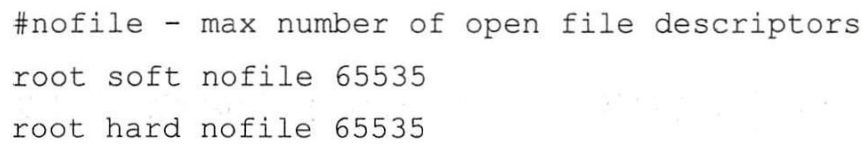 #nofile - max number of open file descriptors
root soft nofile 65535
root hard nofile 65535